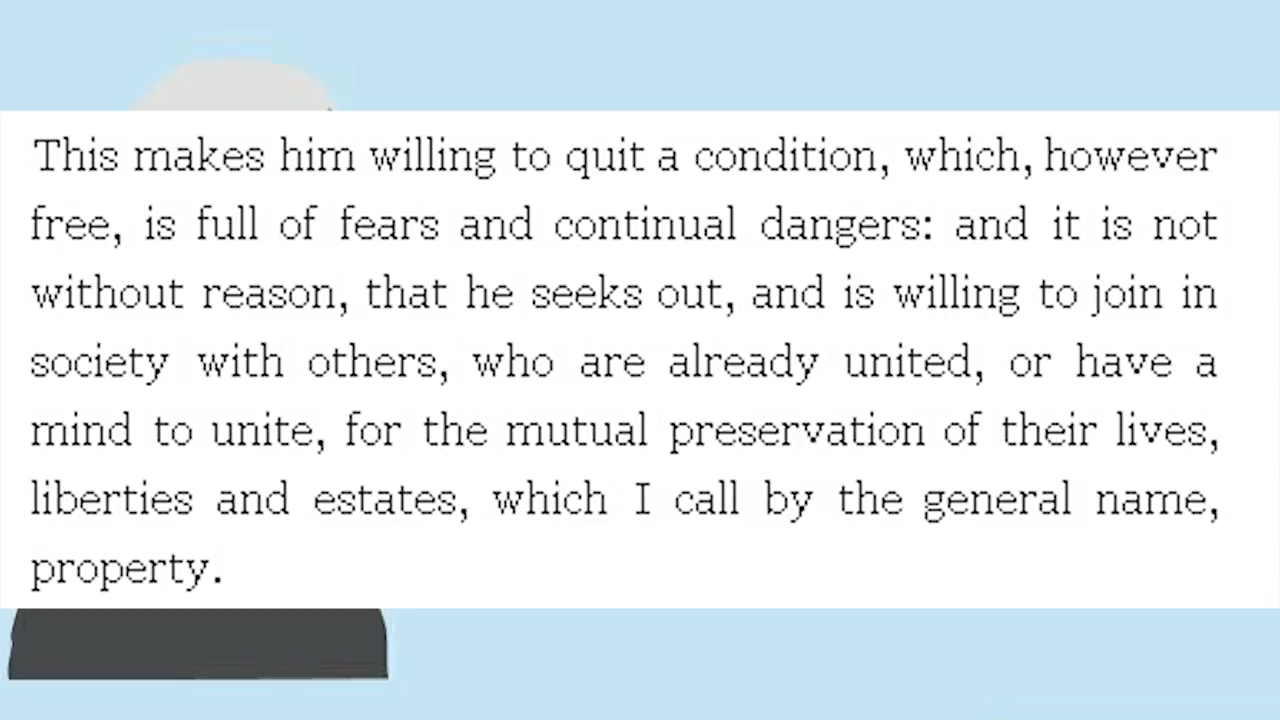 This makes him willing to quit a condition, which, however
free, is full of fears and continual dangers: and it is not
without reason, that he seeks out, and is willing to join in
society with others, who are already united, or have a
mind to unite, for the mutual preservation of their lives,
liberties and estates, which I call by the general name,
property.